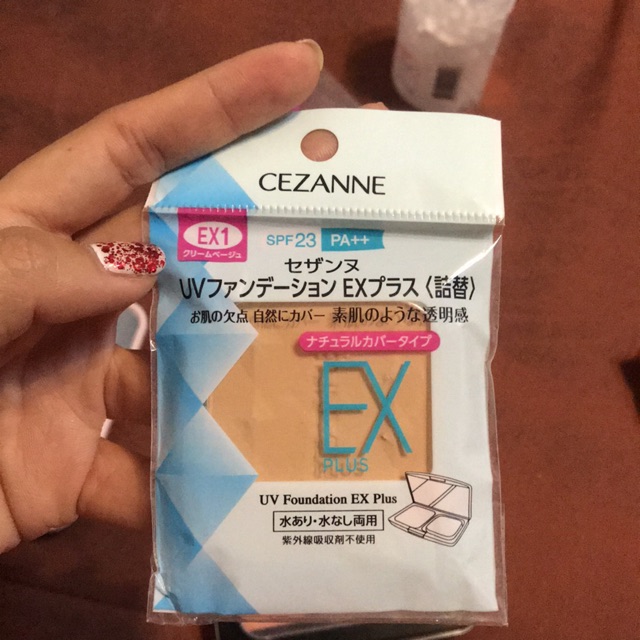 CEZANNE
EX1
クリームベージュ
SPF23 PA++
セザンヌ
UVファンデーション EXプラス〈詰替〉
お肌の欠点 自然にカバー 素肌のような透明感
ナチュラルカバータイプ
EX
PLUS
UV Foundation EX Plus
水あり・水なし両用
紫外線吸収剤不使用